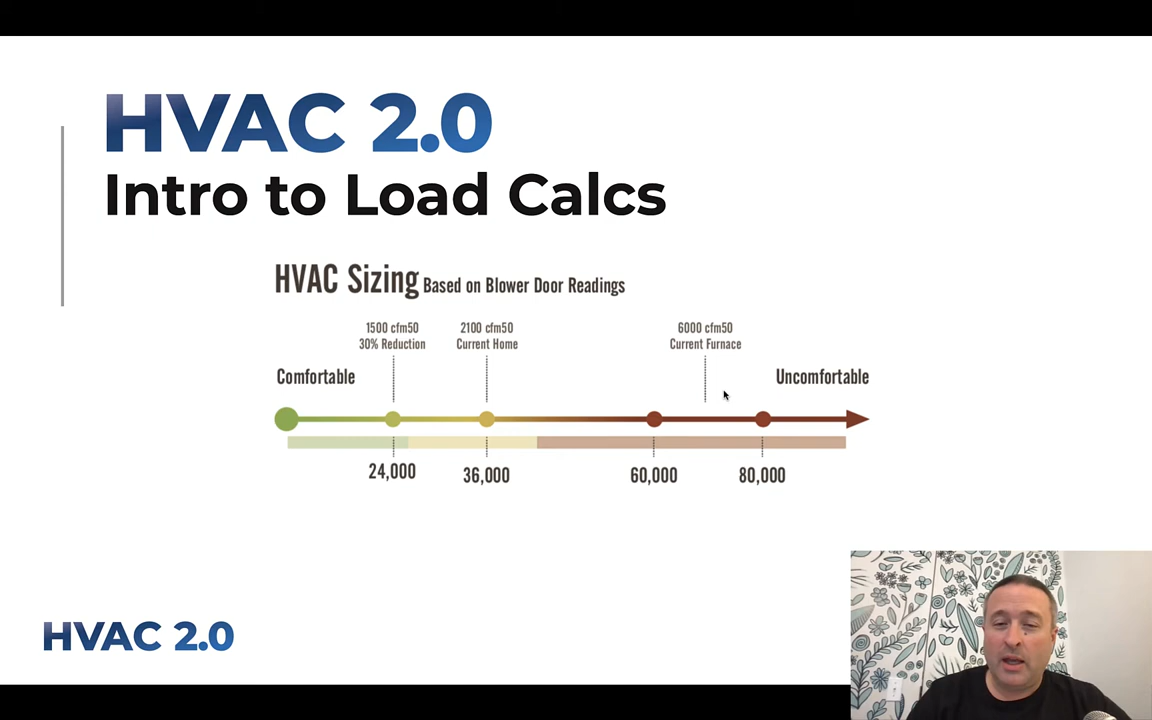 HVAC 2.0
Intro to Load Calcs
HVAC Sizing Based on Blower Door Readings
1500 cfm50
30% Reduction
2100 cfm50
Current Home
6000 cfm50
Current Furnace
Comfortable
Uncomfortable
24,000
36,000
60,000
80,000
HVAC 2.0